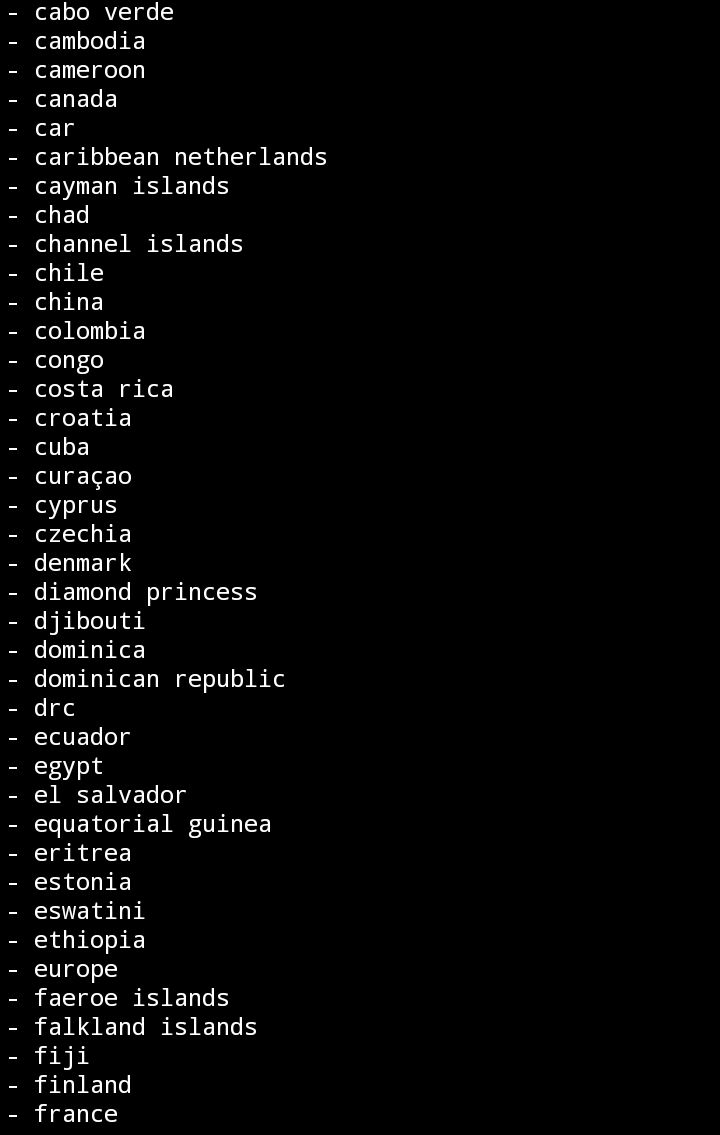 - cabo verde
- cambodia
- cameroon
- canada
- car
- caribbean netherlands
- cayman islands
- chad
- channel islands
- chile
- china
- colombia
- congo
- costa rica
- croatia
- cuba
- curaçao
- cyprus
- czechia
- denmark
- diamond princess
- djibouti
- dominica
- dominican republic
- drc
- ecuador
- egypt
- el salvador
- equatorial guinea
- eritrea
- estonia
- eswatini
- ethiopia
- europe
- faeroe islands
- falkland islands
- fiji
- finland
- france